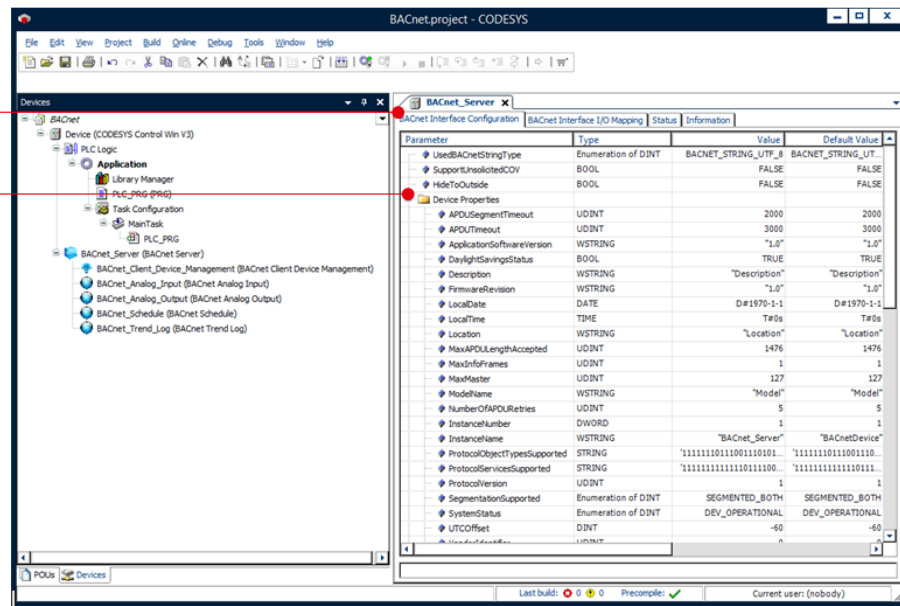 BACnet.project - CODESYS
File Edit View Project Build Online Debug Tools Window Help
Devices
BACnet
Device (CODESYS Control Win V3)
PLC Logic
Application
Library Manager
PLC_PRG (PRG)
Task Configuration
MainTask
PLC_PRG
BACnet_Server (BACnet Server)
BACnet_Client_Device_Management (BACnet Client Device Management)
BACnet_Analog_Input (BACnet Analog Input)
BACnet_Analog_Output (BACnet Analog Output)
BACnet_Schedule (BACnet Schedule)
BACnet_Trend_Log (BACnet Trend Log)
POUs Devices
BACnet_Server X
BACnet Interface Configuration BACnet Interface I/O Mapping Status Information
Parameter Type Value Default Value
UsedBACnetStringType Enumeration of DINT BACNET_STRING_UTF_8 BACNET_STRING_UT...
SupportUnsolicitedCOV BOOL FALSE FALSE
HideToOutside BOOL FALSE FALSE
Device Properties
APDUSegmentTimeout UDINT 2000 2000
APDUTimeout UDINT 3000 3000
ApplicationSoftwareVersion WSTRING "1.0" "1.0"
DaylightSavingsStatus BOOL TRUE TRUE
Description WSTRING "Description" "Description"
FirmwareRevision WSTRING "1.0" "1.0"
LocalDate DATE D#1970-1-1 D#1970-1-1
LocalTime TIME T#0s T#0s
Location WSTRING "Location" "Location"
MaxAPDULengthAccepted UDINT 1476 1476
MaxInfoFrames UDINT 1 1
MaxMaster UDINT 127 127
ModelName WSTRING "Model" "Model"
NumberOfAPDURetries UDINT 5 5
InstanceNumber DWORD 1 1
InstanceName WSTRING "BACnet_Server" "BACnetDevice"
ProtocolObjectTypesSupported STRING '11111110111001110101... '11111110111001110...
ProtocolServicesSupported STRING '11111111111110111100... '11111111111110111...
ProtocolVersion UDINT 1 1
SegmentationSupported Enumeration of DINT SEGMENTED_BOTH SEGMENTED_BOTH
SystemStatus Enumeration of DINT DEV_OPERATIONAL DEV_OPERATIONAL
UTCOffset DINT -60 -60
VendorIdentifier UDINT 0 0
Last build: 0 0 Precompile: Current user: (nobody)